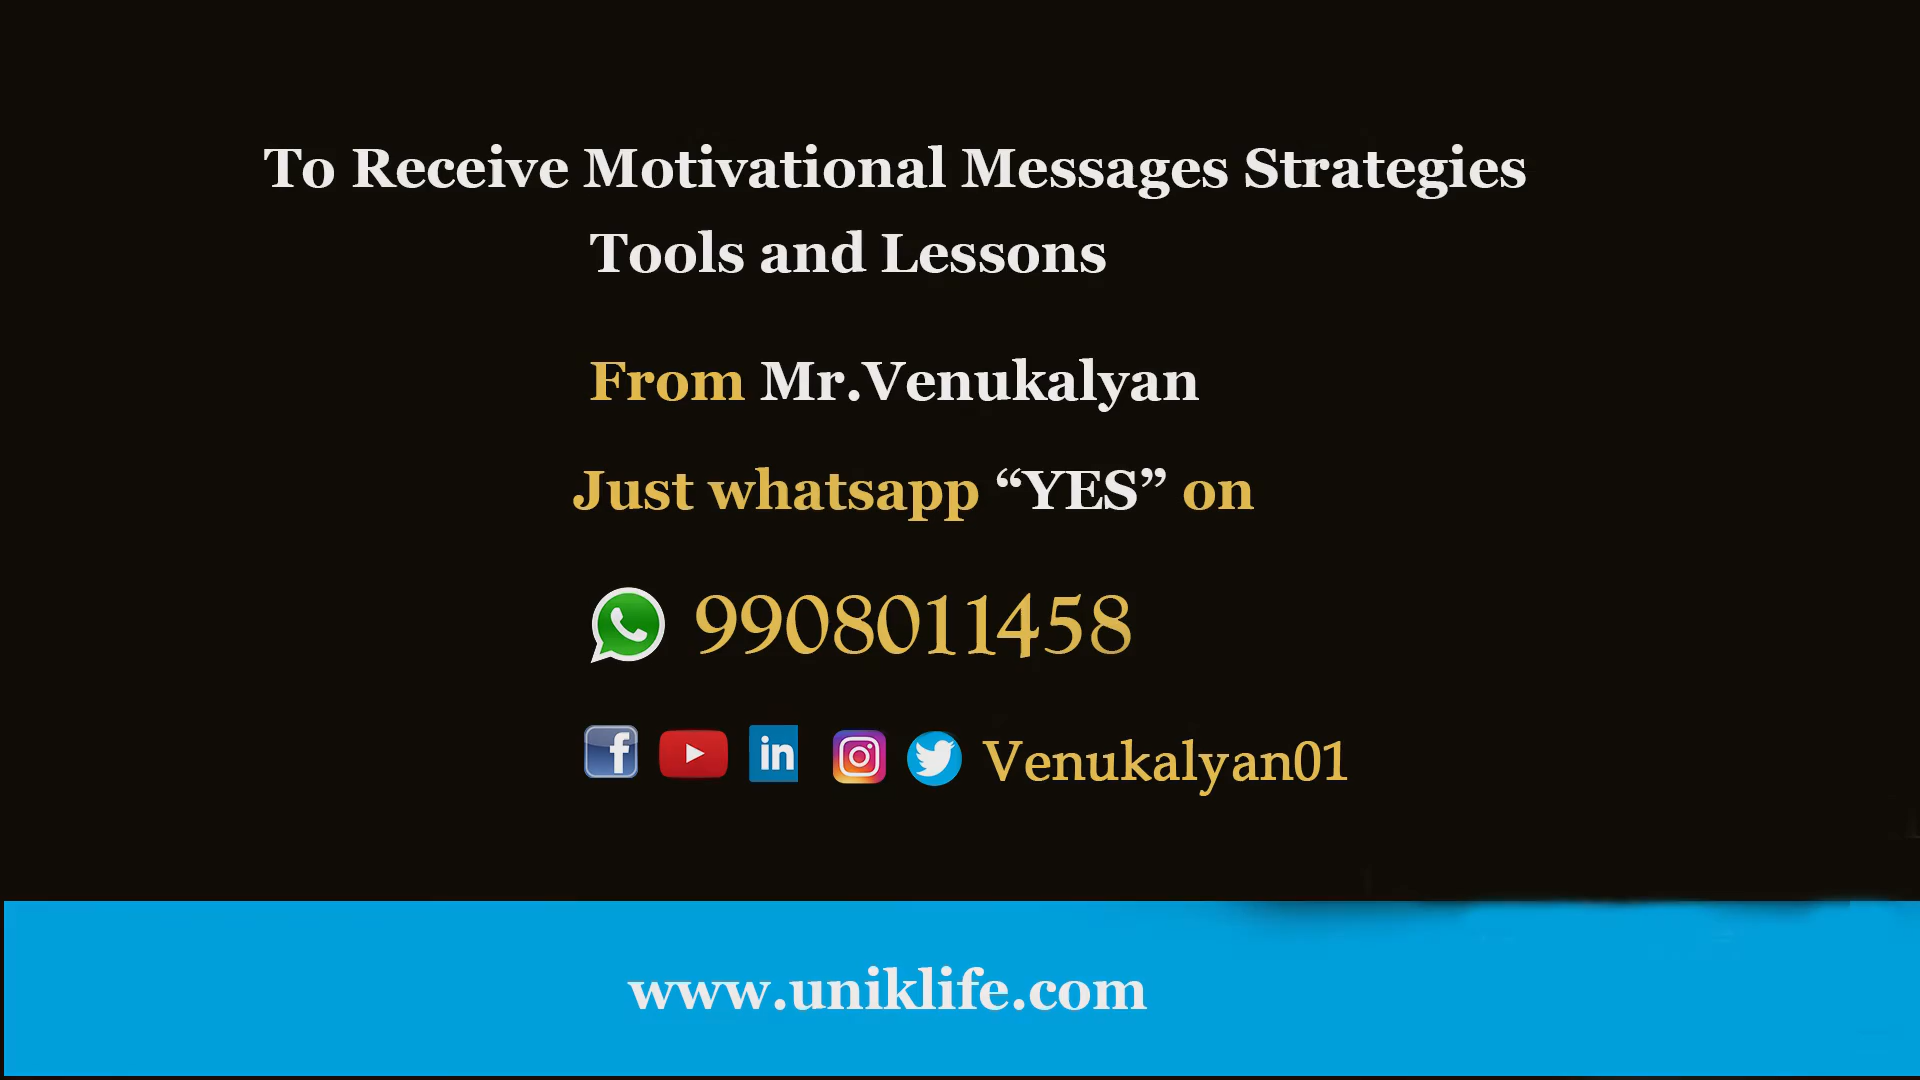 To Receive Motivational Messages Strategies
Tools and Lessons
From Mr.Venukalyan
Just whatsapp “YES” on
9908011458
f in Venukalyan01
www.uniklife.com